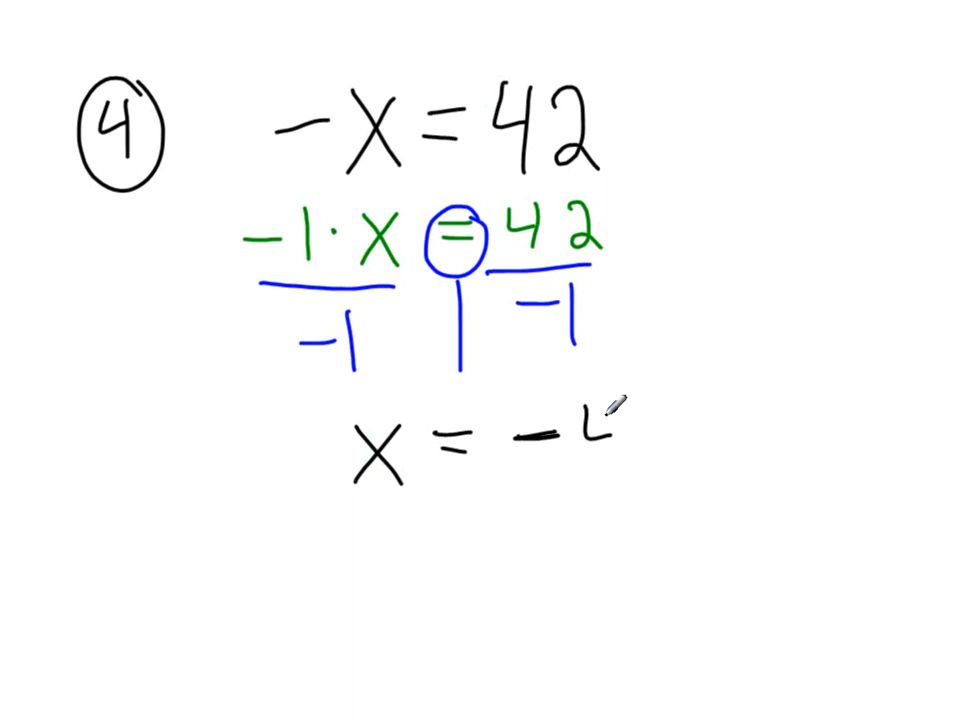 4 -x = 42
-1 · x = 42
-1 | -1
x = -